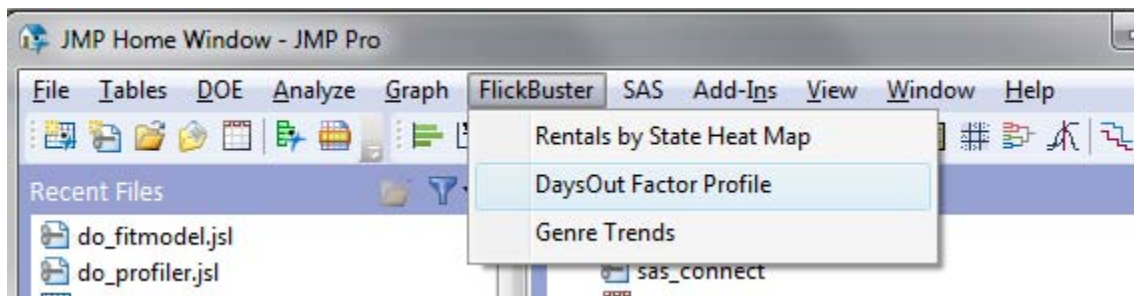 JMP Home Window - JMP Pro
File Tables DOE Analyze Graph FlickBuster SAS Add-Ins View Window Help
Rentals by State Heat Map
Recent Files
DaysOut Factor Profile
do_fitmodel.jsl
Genre Trends
do_profiler.jsl
sas_connect